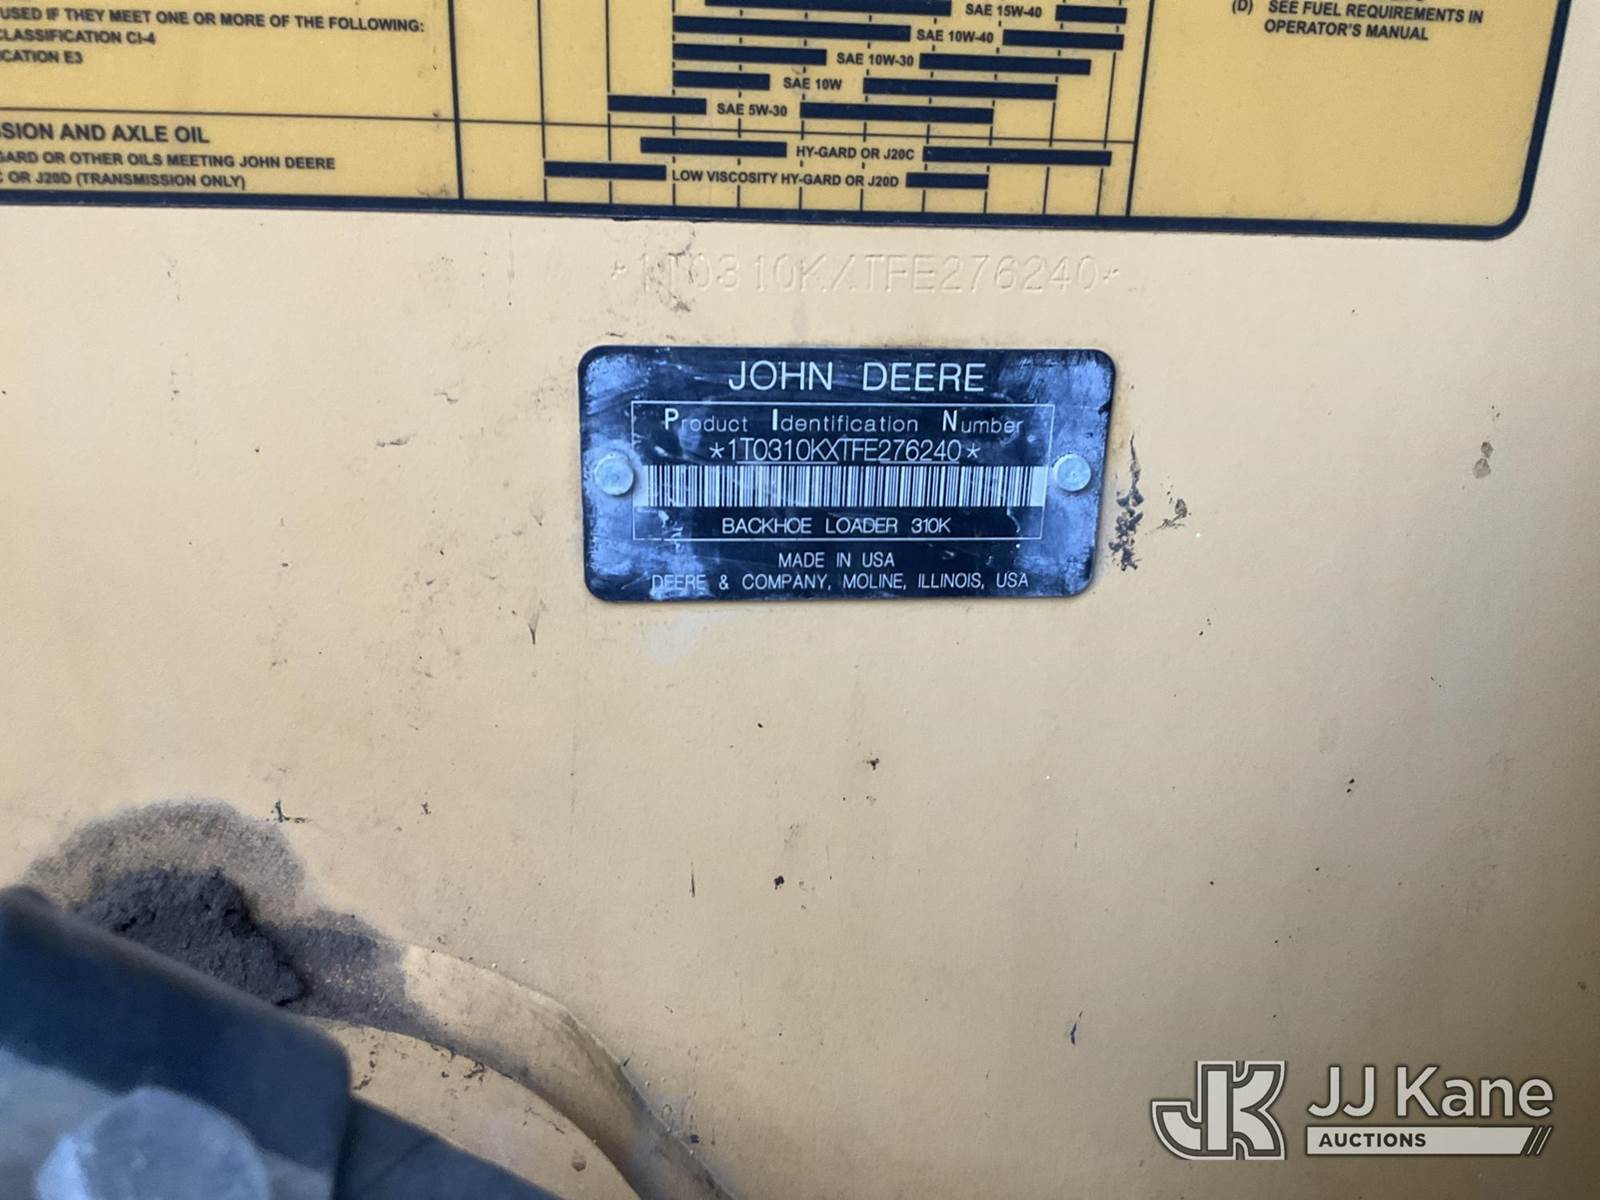 USED IF THEY MEET ONE OR MORE OF THE FOLLOWING:
CLASSIFICATION CI-4
ICATION E3
SAE 15W-40
SAE 10W-40
SAE 10W-30
SAE 10W
SAE 5W-30
(D) SEE FUEL REQUIREMENTS IN
OPERATOR'S MANUAL
SSION AND AXLE OIL
GARD OR OTHER OILS MEETING JOHN DEERE
C OR J20D (TRANSMISSION ONLY)
HY-GARD OR J20C
LOW VISCOSITY HY-GARD OR J20D
*1T0310KXTFE276240*
JOHN DEERE
Product Identification Number
*1T0310KXTFE276240*
BACKHOE LOADER 310K
MADE IN USA
DEERE & COMPANY, MOLINE, ILLINOIS, USA
JK JJ Kane
AUCTIONS